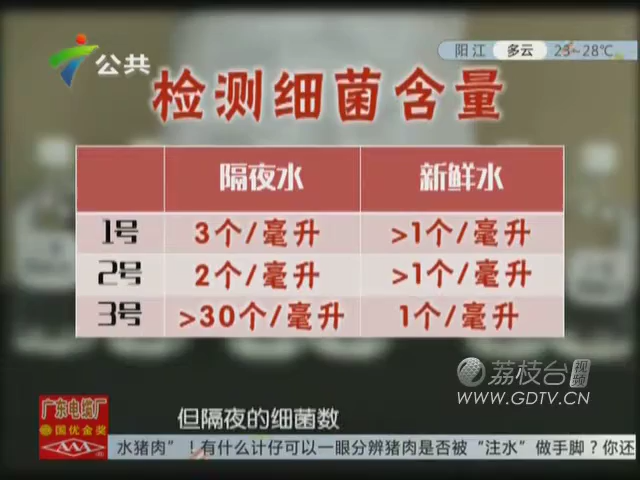 公共
阳江 多云 23~28℃
检测细菌含量
隔夜水 新鲜水
1号 3个/毫升 >1个/毫升
2号 2个/毫升 >1个/毫升
3号 >30个/毫升 1个/毫升
荔枝台 视频
WWW.GDTV.CN
但隔夜的细菌数
广东电缆厂
国优金奖
水猪肉”！有什么计仔可以一眼分辨猪肉是否被“注水”做手脚？你还